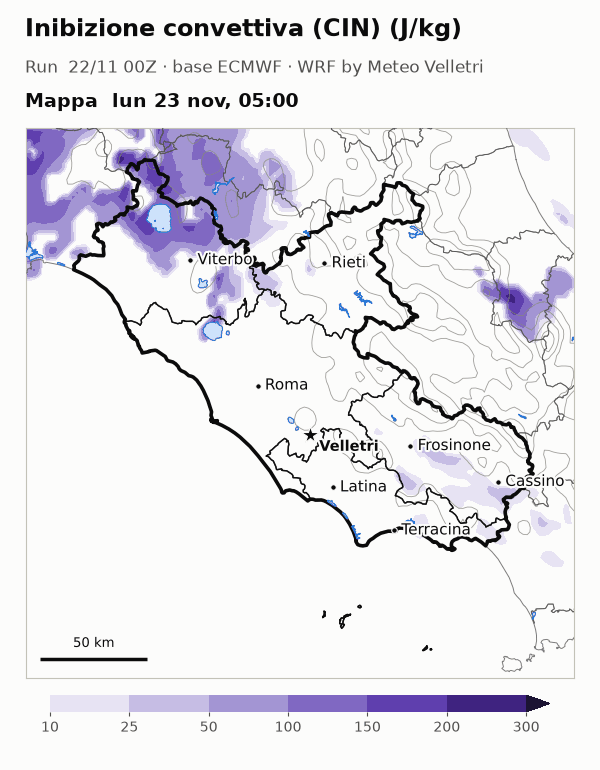 Inibizione convettiva (CIN) (J/kg)
Run  22/11 00Z · base ECMWF · WRF by Meteo Velletri
Mappa  lun 23 nov, 05:00
Viterbo
Rieti
Roma
Velletri
Frosinone
Cassino
Latina
Terracina
50 km
10 25 50 100 150 200 300